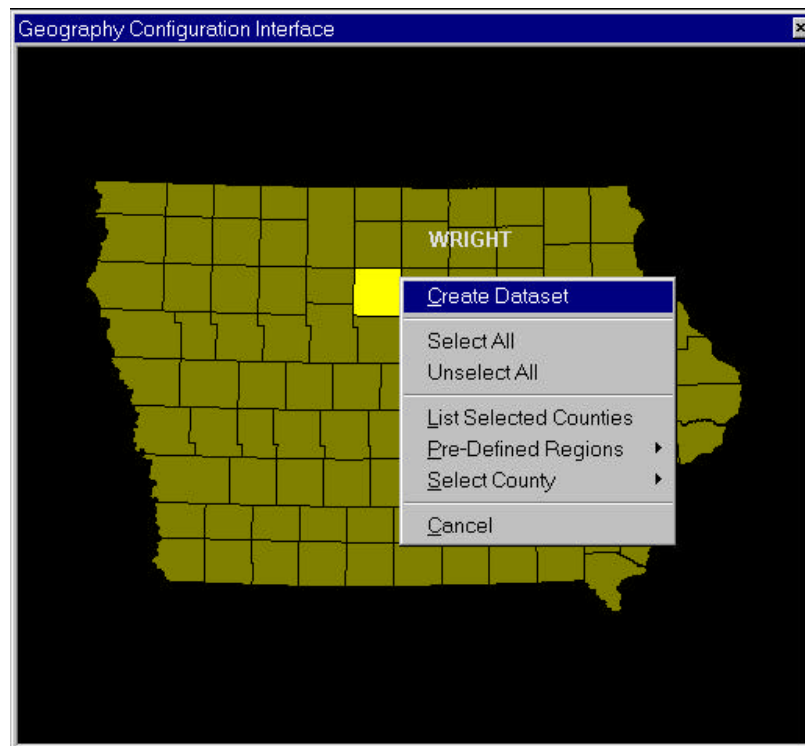 Geography Configuration Interface
WRIGHT
Create Dataset
Select All
Unselect All
List Selected Counties
Pre-Defined Regions
Select County
Cancel